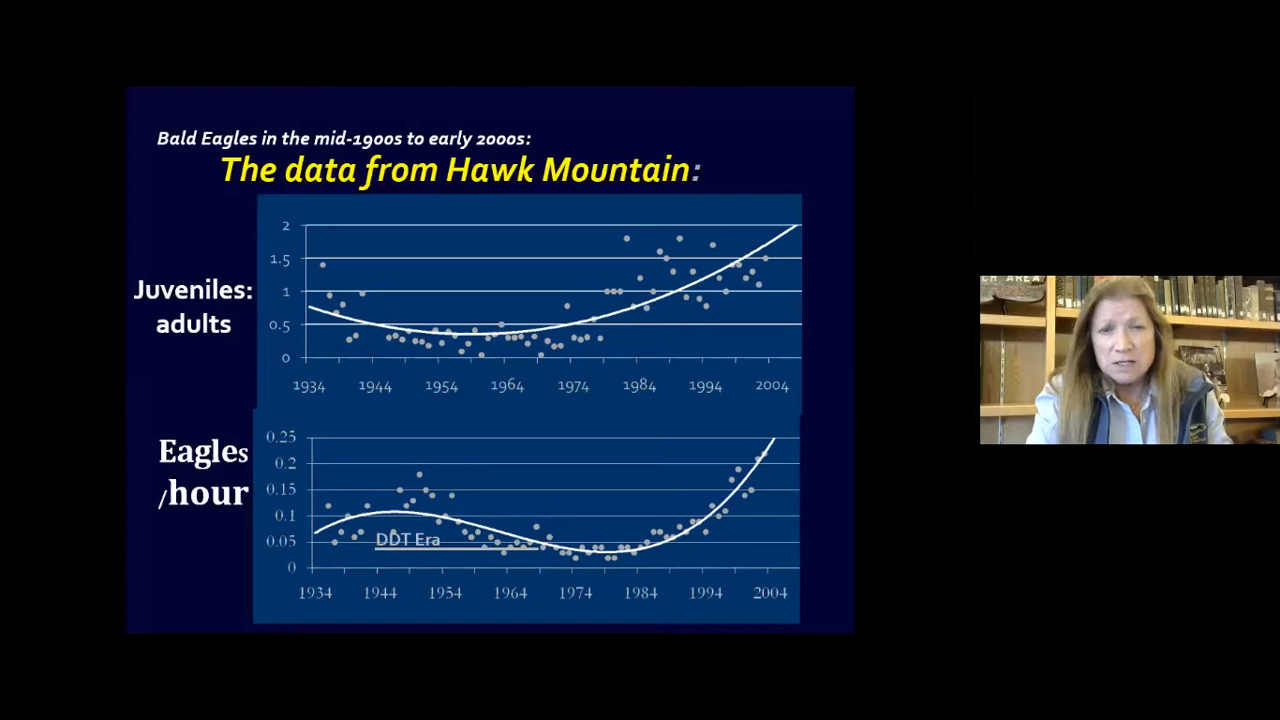 Bald Eagles in the mid-1900s to early 2000s:
The data from Hawk Mountain:
Juveniles:
adults
2
1.5
1
0.5
0
1934 1944 1954 1964 1974 1984 1994 2004
Eagles
/hour
0.25
0.2
0.15
0.1
0.05
0
DDT Era
1934 1944 1954 1964 1974 1984 1994 2004
CH AREA